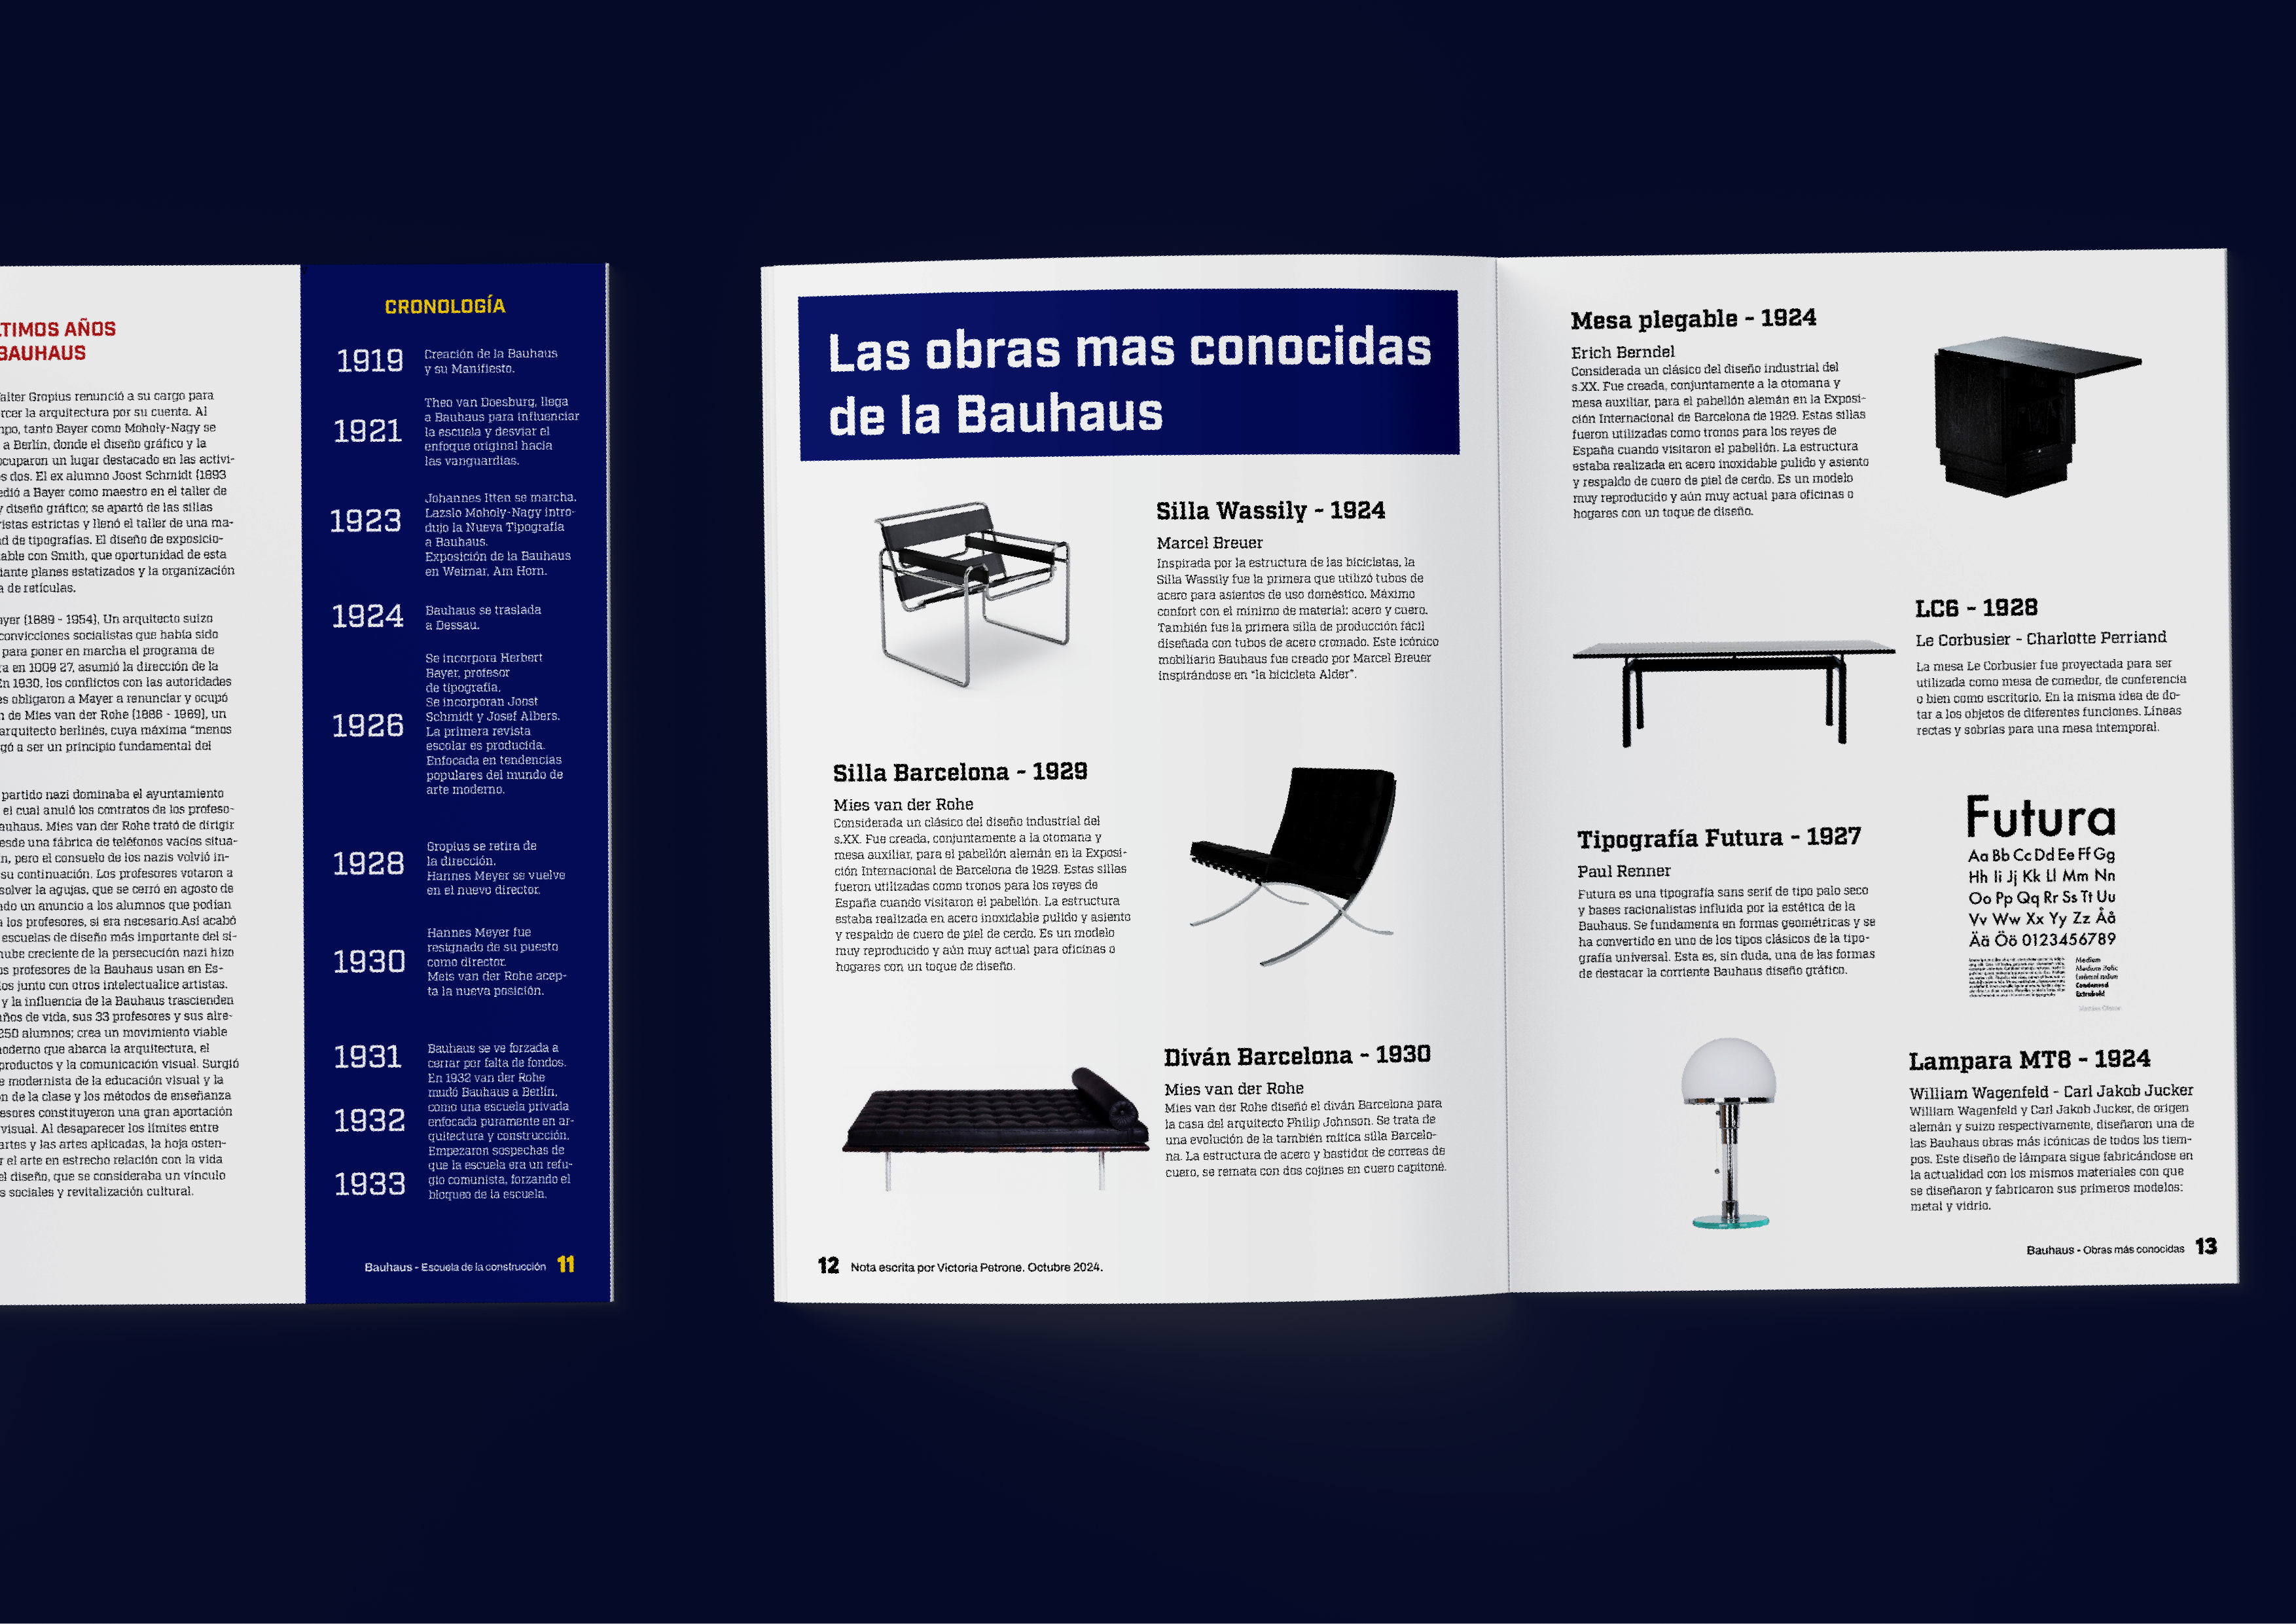 TIMOS AÑOS
BAUHAUS
alter Gropius renunció a su cargo para
rcer la arquitectura por su cuenta. Al
npo, tanto Bayer como Moholy-Nagy se
a Berlín, donde el diseño gráfico y la
ocuparon un lugar destacado en las activi-
s dos. El ex alumno Joost Schmidt (1893
edió a Bayer como maestro en el taller de
y diseño gráfico; se apartó de las sillas
vistas estrictas y llenó el taller de una ma-
d de tipografías. El diseño de exposicio-
able con Smith, que oportunidad de esta
iante planes estatizados y la organización
a de retículas.
yer (1889 - 1954), Un arquitecto suizo
convicciones socialistas que había sido
para poner en marcha el programa de
ra en 1009 27, asumió la dirección de la
En 1930, los conflictos con las autoridades
es obligaron a Mayer a renunciar y ocupó
n de Mies van der Rohe (1886 - 1969), un
arquitecto berlinés, cuya máxima "menos
gó a ser un principio fundamental del
partido nazi dominaba el ayuntamiento
el cual anuló los contratos de los profeso-
auhaus. Mies van der Rohe trató de dirigir
esde una fábrica de teléfonos vacíos situa-
n, pero el consuelo de los nazis volvió in-
su continuación. Los profesores votaron a
solver la agujas, que se cerró en agosto de
ndo un anuncio a los alumnos que podían
a los profesores, si era necesario.Así acabó
escuelas de diseño más importante del si-
nube creciente de la persecución nazi hizo
os profesores de la Bauhaus usan en Es-
os junto con otros intelectualice artistas.
y la influencia de la Bauhaus trascienden
ños de vida, sus 33 profesores y sus alre-
250 alumnos; crea un movimiento viable
moderno que abarca la arquitectura, el
productos y la comunicación visual. Surgió
e modernista de la educación visual y la
n de la clase y los métodos de enseñanza
esores constituyeron una gran aportación
visual. Al desaparecer los límites entre
artes y las artes aplicadas, la hoja osten-
r el arte en estrecho relación con la vida
el diseño, que se consideraba un vínculo
s sociales y revitalización cultural.
CRONOLOGÍA
1919
Creación de la Bauhaus
y su Manifiesto.
1921
Theo van Doesburg, llega
a Bauhaus para influenciar
la escuela y desviar el
enfoque original hacia
las vanguardias.
1923
Johannes Itten se marcha.
Lazslo Moholy-Nagy intro-
dujo la Nueva Tipografía
a Bauhaus.
Exposición de la Bauhaus
en Weimar, Am Horn.
1924
Bauhaus se traslada
a Dessau.
1926
Se incorpora Herbert
Bayer, profesor
de tipografía.
Se incorporan Joost
Schmidt y Josef Albers.
La primera revista
escolar es producida.
Enfocada en tendencias
populares del mundo de
arte moderno.
1928
Gropius se retira de
la dirección.
Hannes Meyer se vuelve
en el nuevo director.
1930
Hannes Meyer fue
resignado de su puesto
como director.
Meis van der Rohe acep-
ta la nueva posición.
1931
1932
1933
Bauhaus se ve forzada a
cerrar por falta de fondos.
En 1932 van der Rohe
mudó Bauhaus a Berlín,
como una escuela privada
enfocada puramente en ar-
quitectura y construcción.
Empezaron sospechas de
que la escuela era un refu-
gio comunista, forzando el
bloqueo de la escuela.
Bauhaus - Escuela de la construcción 11
Las obras mas conocidas
de la Bauhaus
Silla Wassily - 1924
Marcel Breuer
Inspirada por la estructura de las bicicletas, la
Silla Wassily fue la primera que utilizó tubos de
acero para asientos de uso doméstico. Máximo
confort con el mínimo de material: acero y cuero.
También fue la primera silla de producción fácil
diseñada con tubos de acero cromado. Este icónico
mobiliario Bauhaus fue creado por Marcel Breuer
inspirándose en "la bicicleta Alder".
Silla Barcelona - 1929
Mies van der Rohe
Considerada un clásico del diseño industrial del
s.XX. Fue creada, conjuntamente a la otomana y
mesa auxiliar, para el pabellón alemán en la Exposi-
ción Internacional de Barcelona de 1929. Estas sillas
fueron utilizadas como tronos para los reyes de
España cuando visitaron el pabellón. La estructura
estaba realizada en acero inoxidable pulido y asiento
y respaldo de cuero de piel de cerdo. Es un modelo
muy reproducido y aún muy actual para oficinas o
hogares con un toque de diseño.
Diván Barcelona - 1930
Mies van der Rohe
Mies van der Rohe diseñó el diván Barcelona para
la casa del arquitecto Philip Johnson. Se trata de
una evolución de la también mítica silla Barcelo-
na. La estructura de acero y bastidor de correas de
cuero, se remata con dos cojines en cuero capitoné.
12 Nota escrita por Victoria Petrone. Octubre 2024.
Mesa plegable - 1924
Erich Berndel
Considerada un clásico del diseño industrial del
s.XX. Fue creada, conjuntamente a la otomana y
mesa auxiliar, para el pabellón alemán en la Exposi-
ción Internacional de Barcelona de 1929. Estas sillas
fueron utilizadas como tronos para los reyes de
España cuando visitaron el pabellón. La estructura
estaba realizada en acero inoxidable pulido y asiento
y respaldo de cuero de piel de cerdo. Es un modelo
muy reproducido y aún muy actual para oficinas o
hogares con un toque de diseño.
LC6 - 1928
Le Corbusier - Charlotte Perriand
La mesa Le Corbusier fue proyectada para ser
utilizada como mesa de comedor, de conferencia
o bien como escritorio. En la misma idea de do-
tar a los objetos de diferentes funciones. Líneas
rectas y sobrias para una mesa intemporal.
Tipografía Futura - 1927
Paul Renner
Futura es una tipografía sans serif de tipo palo seco
y bases racionalistas influida por la estética de la
Bauhaus. Se fundamenta en formas geométricas y se
ha convertido en uno de los tipos clásicos de la tipo-
grafía universal. Esta es, sin duda, una de las formas
de destacar la corriente Bauhaus diseño gráfico.
Futura
Aa Bb Cc Dd Ee Ff Gg
Hh Ii Jj Kk Ll Mm Nn
Oo Pp Qq Rr Ss Tt Uu
Vv Ww Xx Yy Zz Åå
Ää Öö 0123456789
Medium
Medium Italic
Condensed
Extrabold
Lampara MT8 - 1924
William Wagenfeld - Carl Jakob Jucker
William Wagenfeld y Carl Jakob Jucker, de origen
alemán y suizo respectivamente, diseñaron una de
las Bauhaus obras más icónicas de todos los tiem-
pos. Este diseño de lámpara sigue fabricándose en
la actualidad con los mismos materiales con que
se diseñaron y fabricaron sus primeros modelos:
metal y vidrio.
Bauhaus - Obras más conocidas 13